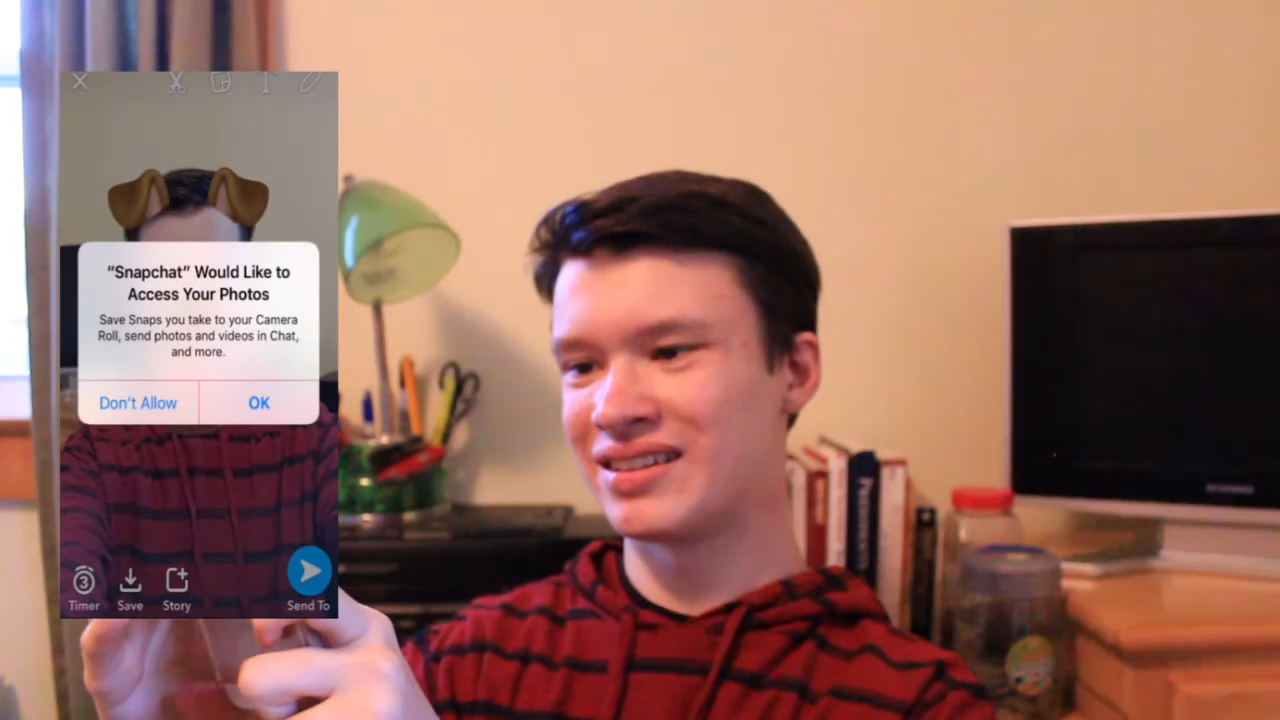 “Snapchat” Would Like to
Access Your Photos
Save Snaps you take to your Camera
Roll, send photos and videos in Chat,
and more.
Don’t Allow
OK
3
Timer
Save
Story
Send To